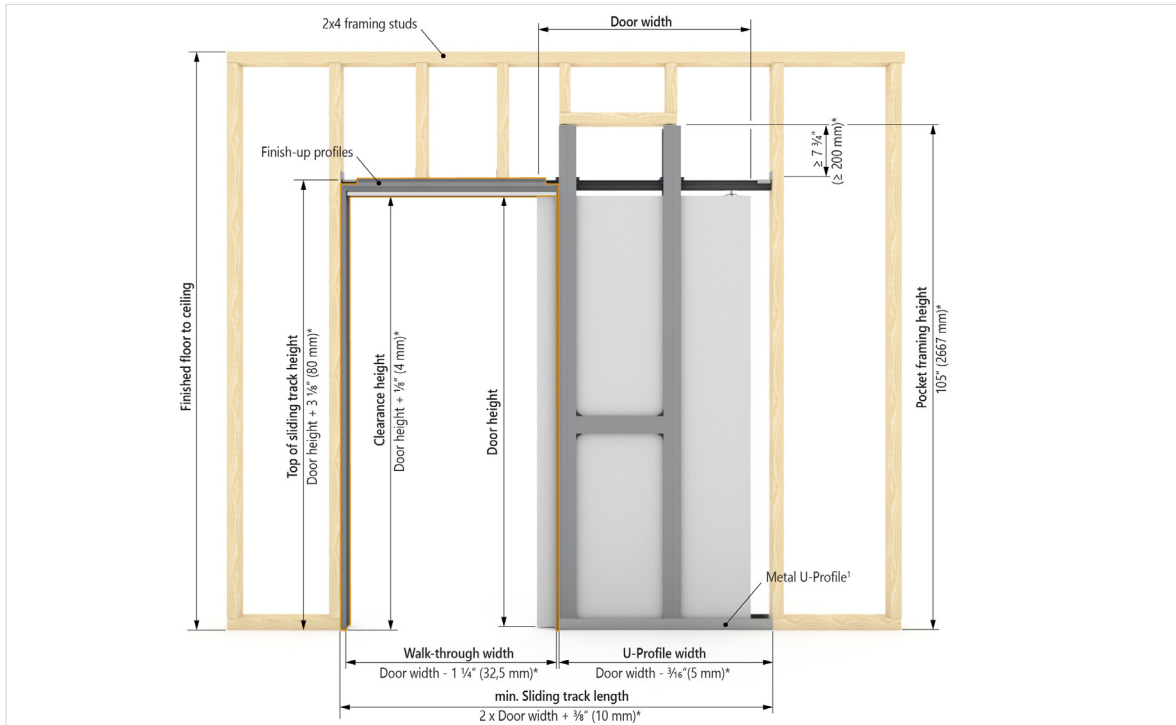 2x4 framing studs
Door width
Finish-up profiles
≥ 7 ¾“
(≥ 200 mm)*
Finished floor to ceiling
Top of sliding track height
Door height + 3 ⅛“ (80 mm)*
Clearance height
Door height + ⅛“ (4 mm)*
Door height
Pocket framing height
105“ (2667 mm)*
Metal U-Profile¹
Walk-through width
Door width - 1 ¼“ (32,5 mm)*
U-Profile width
Door width - ³⁄₁₆“(5 mm)*
min. Sliding track length
2 x Door width + ⅜“ (10 mm)*